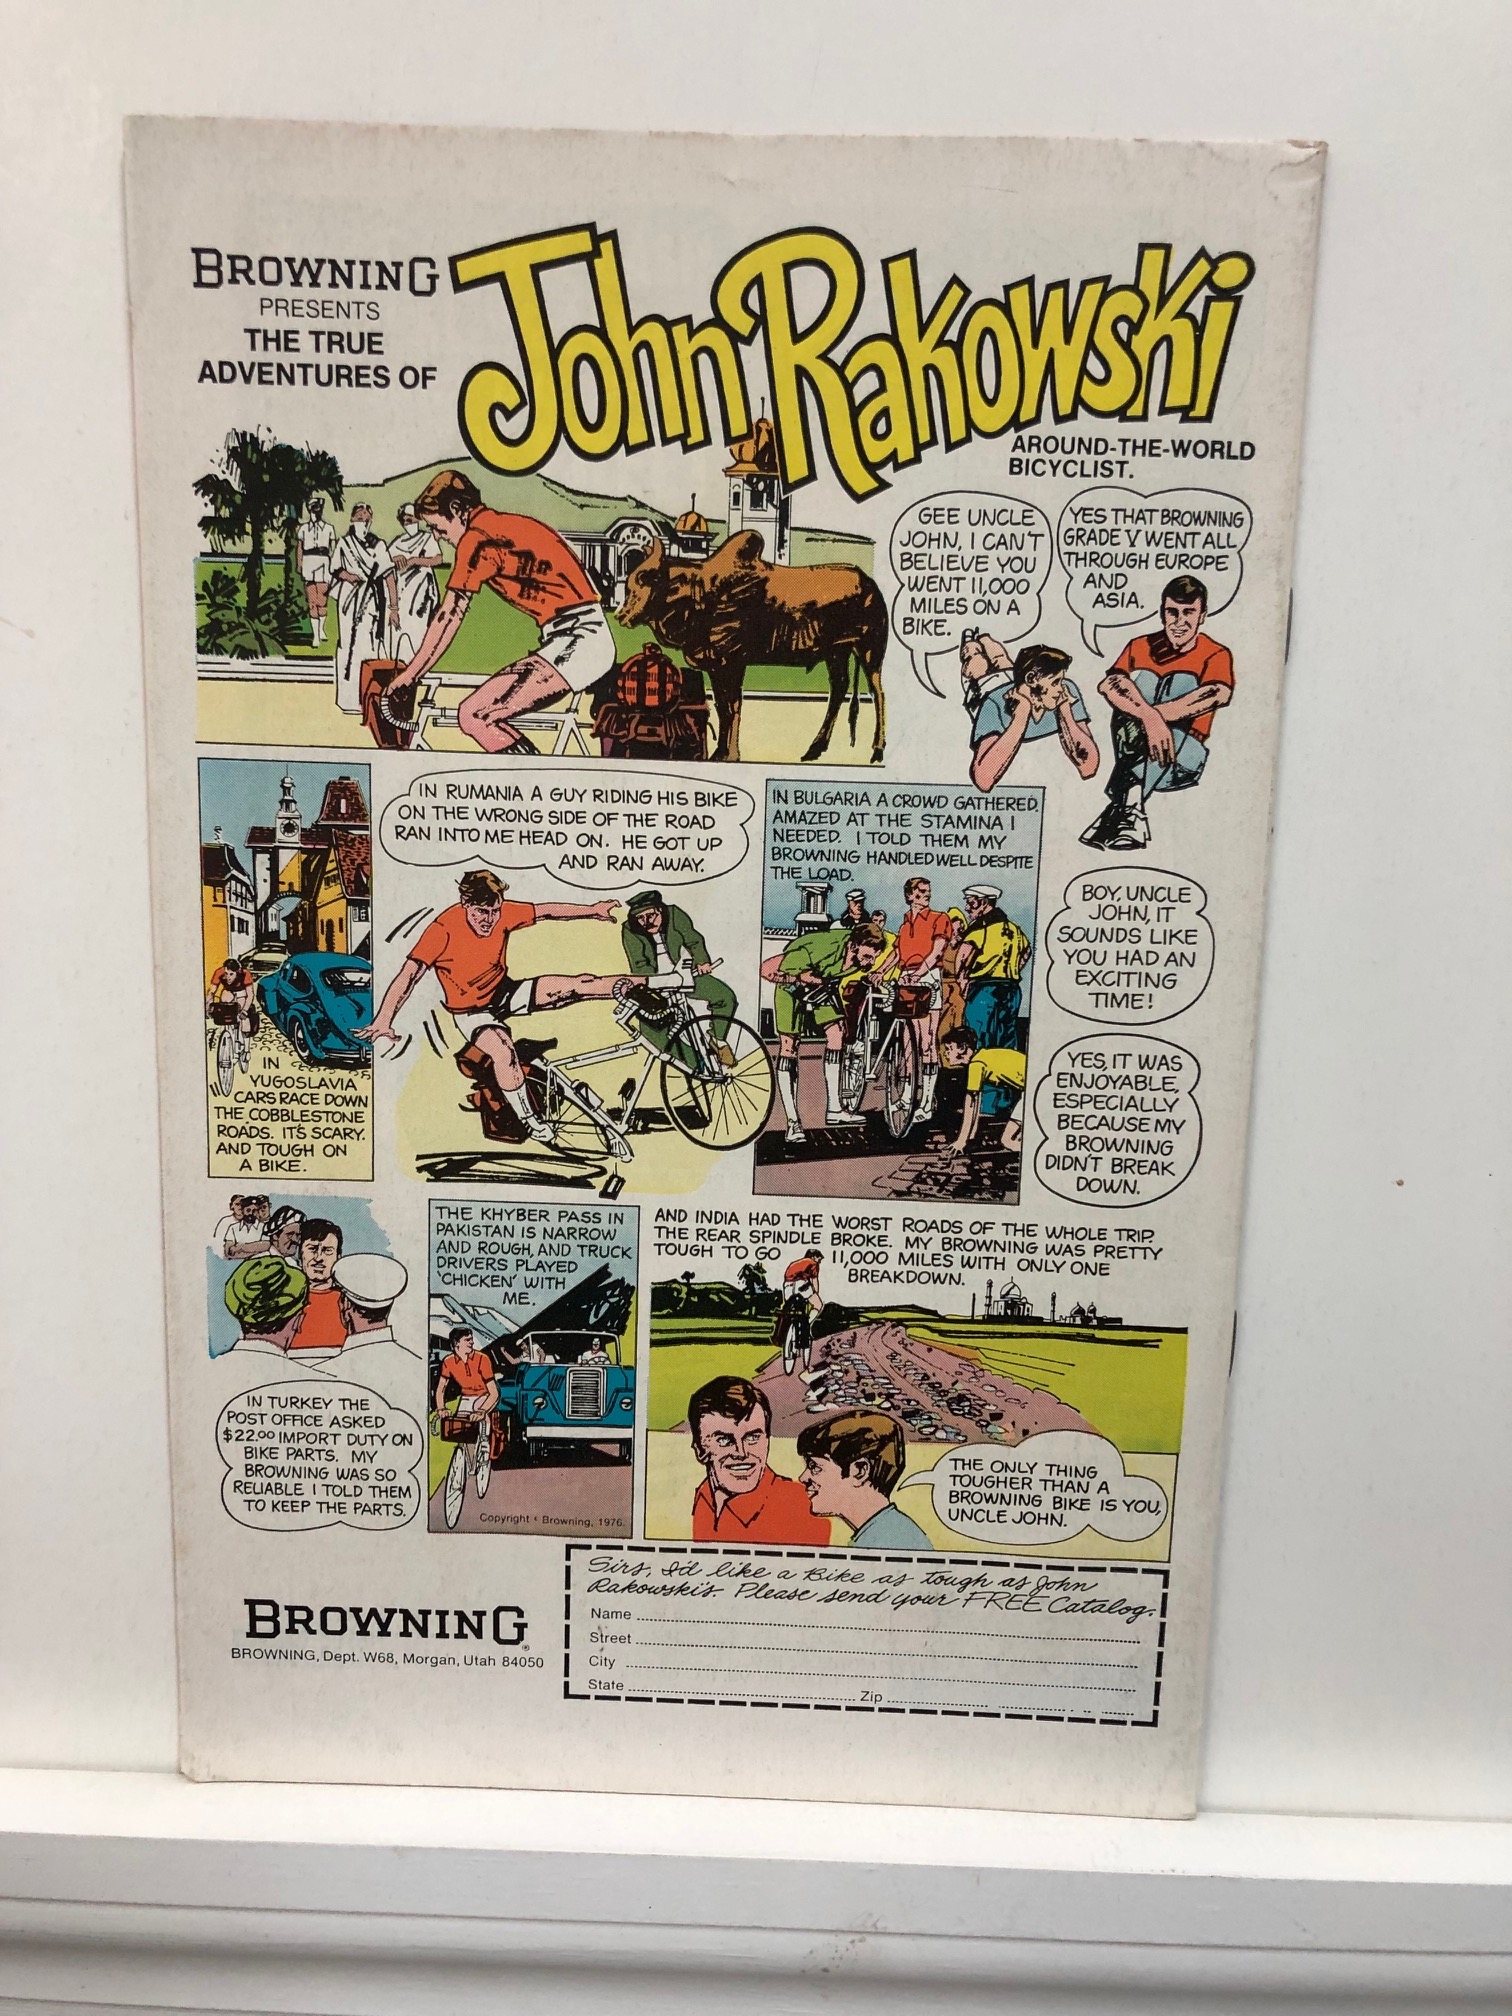 BROWNING
PRESENTS
THE TRUE
ADVENTURES OF
John Rakowski
AROUND-THE-WORLD
BICYCLIST.
GEE UNCLE
JOHN, I CAN'T
BELIEVE YOU
WENT 11,000
MILES ON A
BIKE.
YES THAT BROWNING
GRADE V WENT ALL
THROUGH EUROPE
AND
ASIA.
IN
YUGOSLAVIA
CARS RACE DOWN
THE COBBLESTONE
ROADS. IT'S SCARY.
AND TOUGH ON
A BIKE.
IN RUMANIA A GUY RIDING HIS BIKE
ON THE WRONG SIDE OF THE ROAD
RAN INTO ME HEAD ON. HE GOT UP
AND RAN AWAY.
IN BULGARIA A CROWD GATHERED,
AMAZED AT THE STAMINA I
NEEDED. I TOLD THEM MY
BROWNING HANDLED WELL DESPITE
THE LOAD.
BOY, UNCLE
JOHN, IT
SOUNDS LIKE
YOU HAD AN
EXCITING
TIME!
YES, IT WAS
ENJOYABLE,
ESPECIALLY
BECAUSE MY
BROWNING
DIDN'T BREAK
DOWN.
IN TURKEY THE
POST OFFICE ASKED
$22.00 IMPORT DUTY ON
BIKE PARTS. MY
BROWNING WAS SO
RELIABLE I TOLD THEM
TO KEEP THE PARTS.
THE KHYBER PASS IN
PAKISTAN IS NARROW
AND ROUGH, AND TRUCK
DRIVERS PLAYED
'CHICKEN' WITH
ME.
Copyright © Browning, 1976.
AND INDIA HAD THE WORST ROADS OF THE WHOLE TRIP.
THE REAR SPINDLE BROKE. MY BROWNING WAS PRETTY
TOUGH TO GO 11,000 MILES WITH ONLY ONE
BREAKDOWN.
THE ONLY THING
TOUGHER THAN A
BROWNING BIKE IS YOU,
UNCLE JOHN.
BROWNING®
BROWNING, Dept. W68, Morgan, Utah 84050
Sirs, I'd like a Bike as tough as John
Rakowski's. Please send your FREE Catalog.
Name
Street
City
State Zip